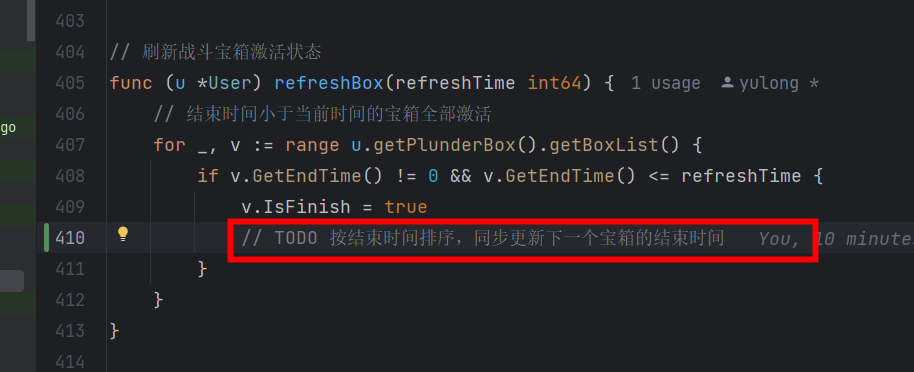 403
404 // 刷新战斗宝箱激活状态
405 func (u *User) refreshBox(refreshTime int64) { 1 usage yulong *
406 // 结束时间小于当前时间的宝箱全部激活
go
407 for _, v := range u.getPlunderBox().getBoxList() {
408 if v.GetEndTime() != 0 && v.GetEndTime() <= refreshTime {
409 v.IsFinish = true
410 // TODO 按结束时间排序，同步更新下一个宝箱的结束时间 You, 10 minute
411 }
412 }
413 }
414